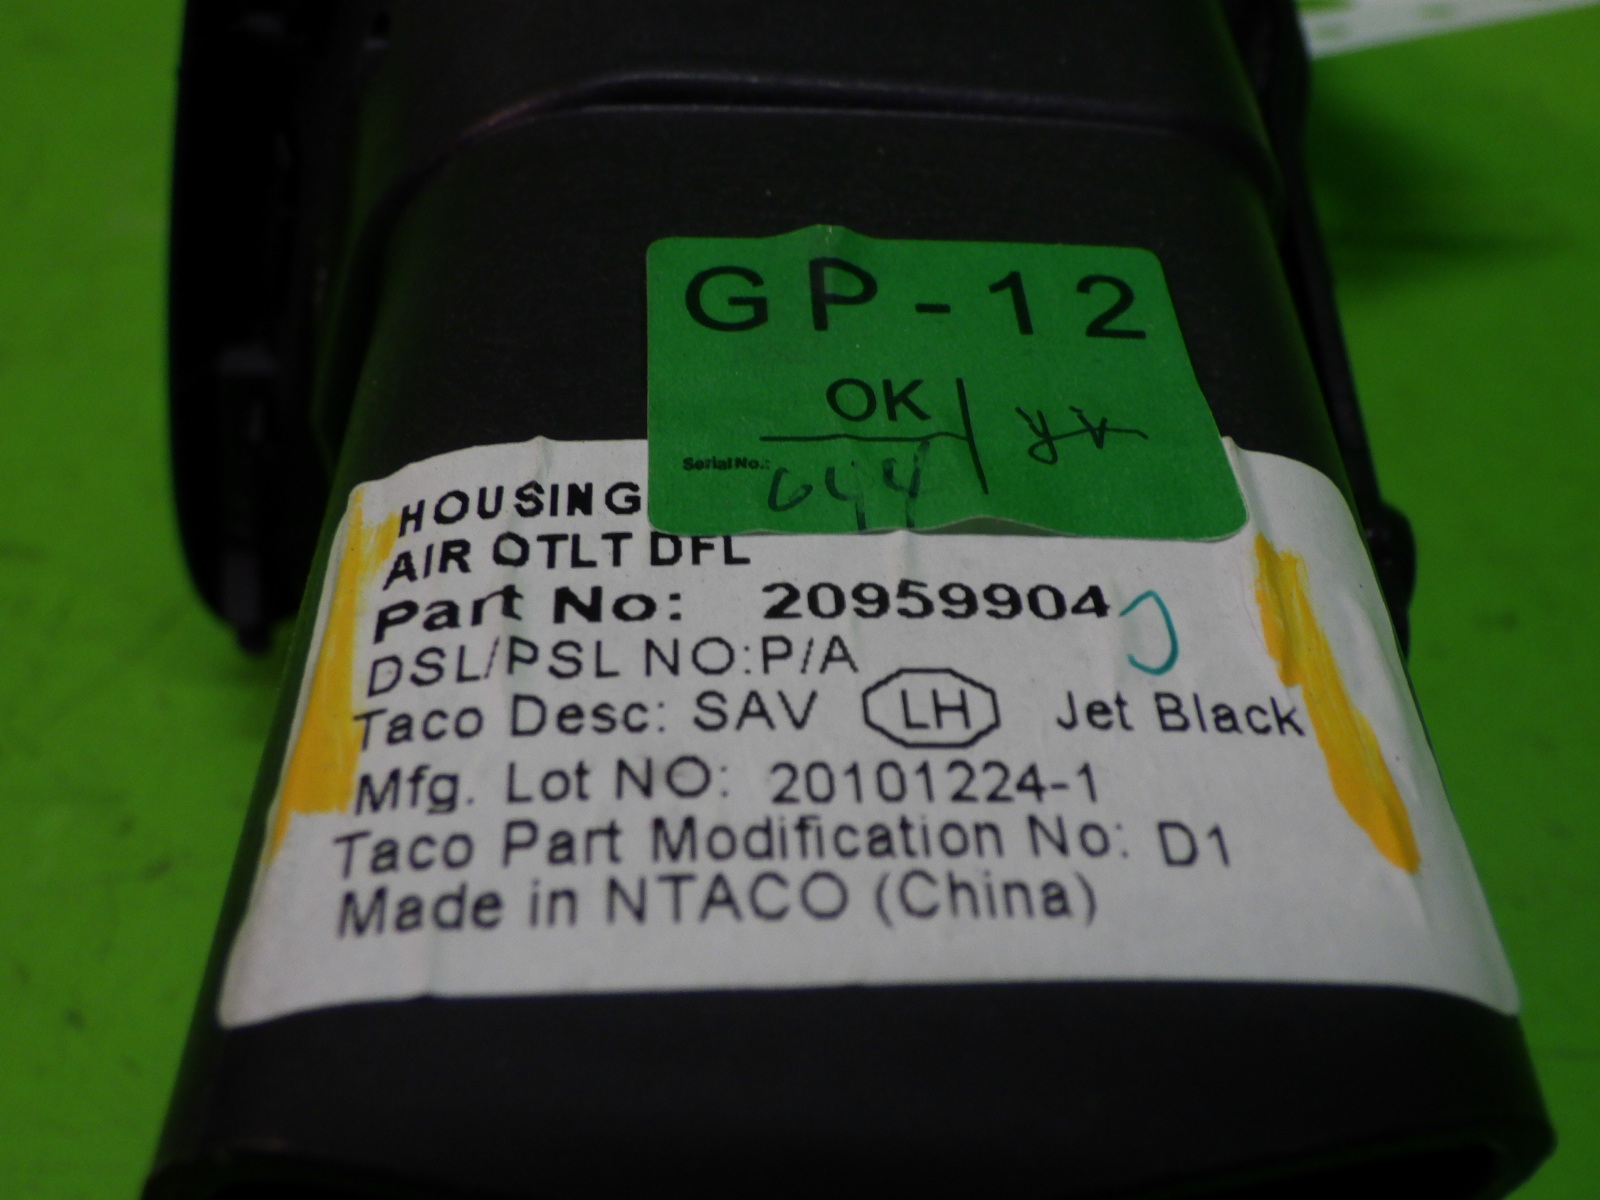 GP-12
OK
Serial No.: 644
HOUSING
AIR OTLT DFL
Part No: 20959904
DSL/PSL NO:P/A
Taco Desc: SAV LH Jet Black
Mfg. Lot NO: 20101224-1
Taco Part Modification No: D1
Made in NTACO (China)